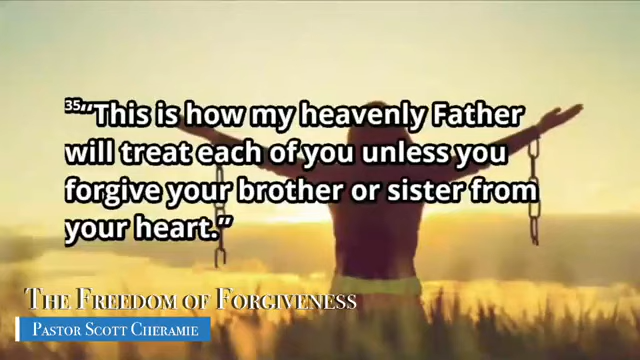 35“This is how my heavenly Father
will treat each of you unless you
forgive your brother or sister from
your heart.”
The Freedom of Forgiveness
Pastor Scott Cheramie